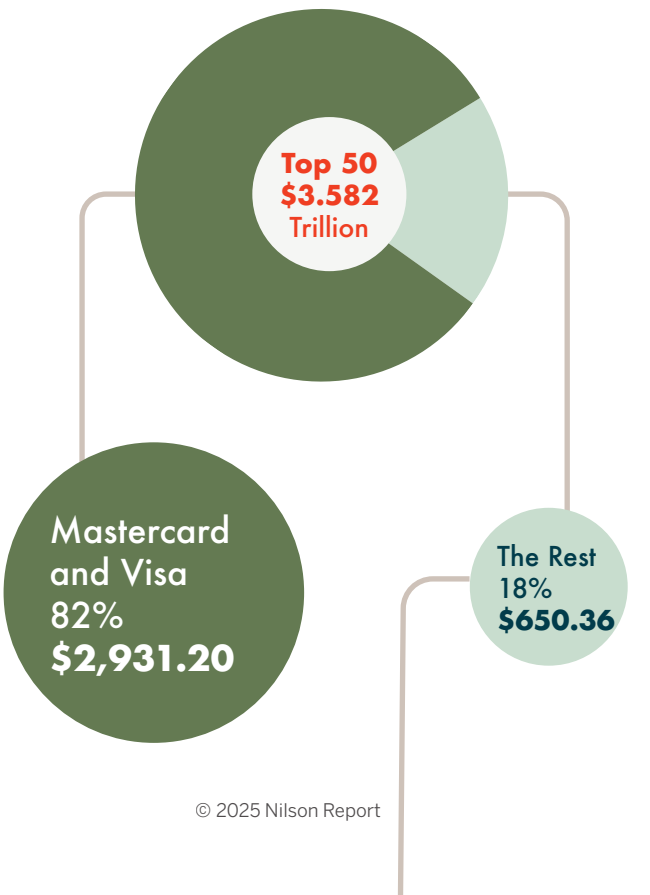 Top 50
$3.582
Trillion
Mastercard
and Visa
82%
$2,931.20
The Rest
18%
$650.36
© 2025 Nilson Report